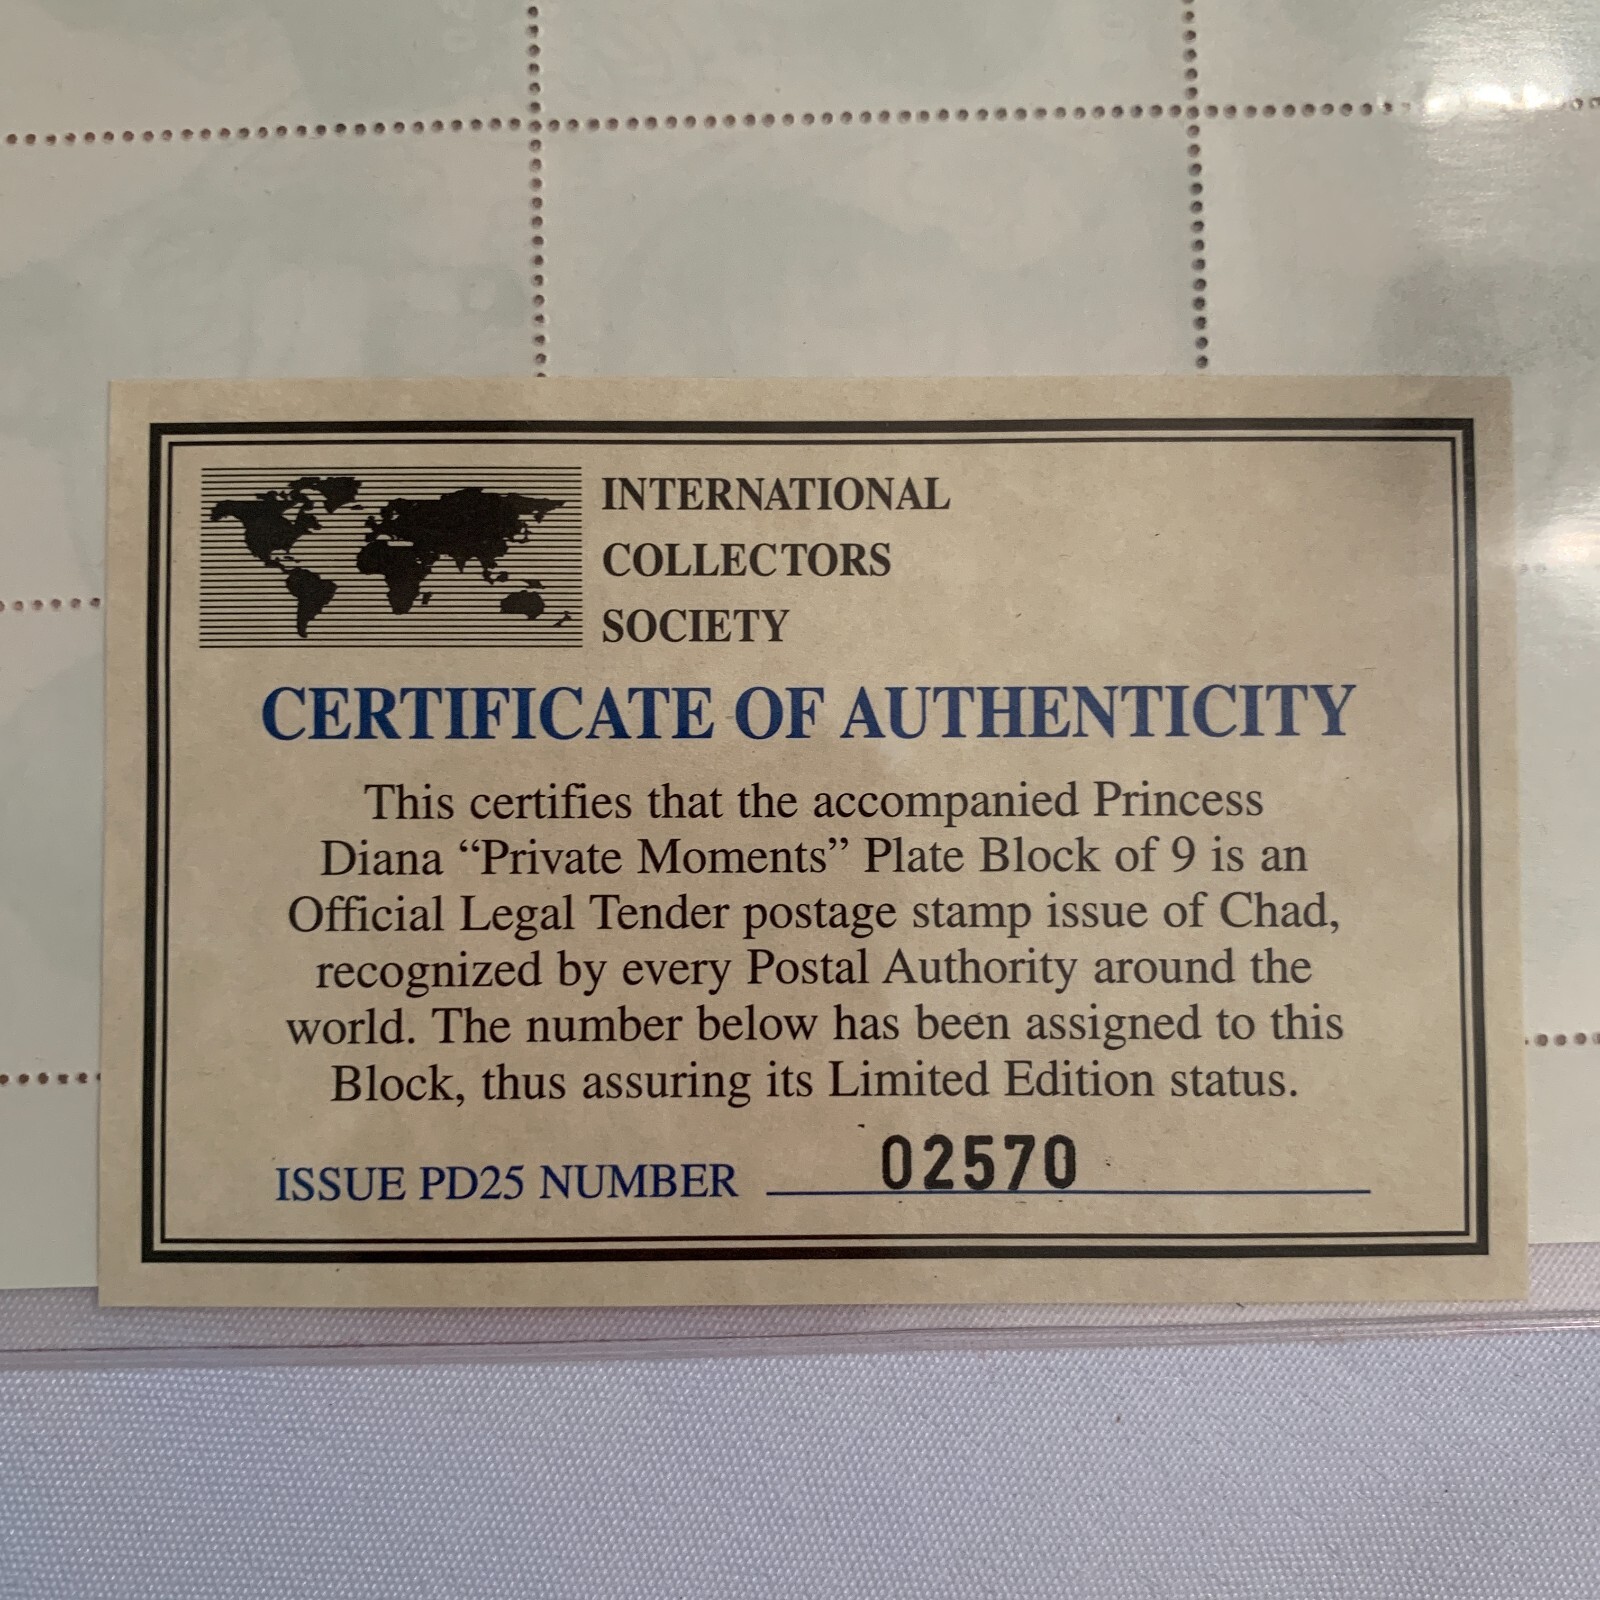 INTERNATIONAL
COLLECTORS
SOCIETY
CERTIFICATE OF AUTHENTICITY
This certifies that the accompanied Princess
Diana “Private Moments” Plate Block of 9 is an
Official Legal Tender postage stamp issue of Chad,
recognized by every Postal Authority around the
world. The number below has been assigned to this
Block, thus assuring its Limited Edition status.
ISSUE PD25 NUMBER 02570